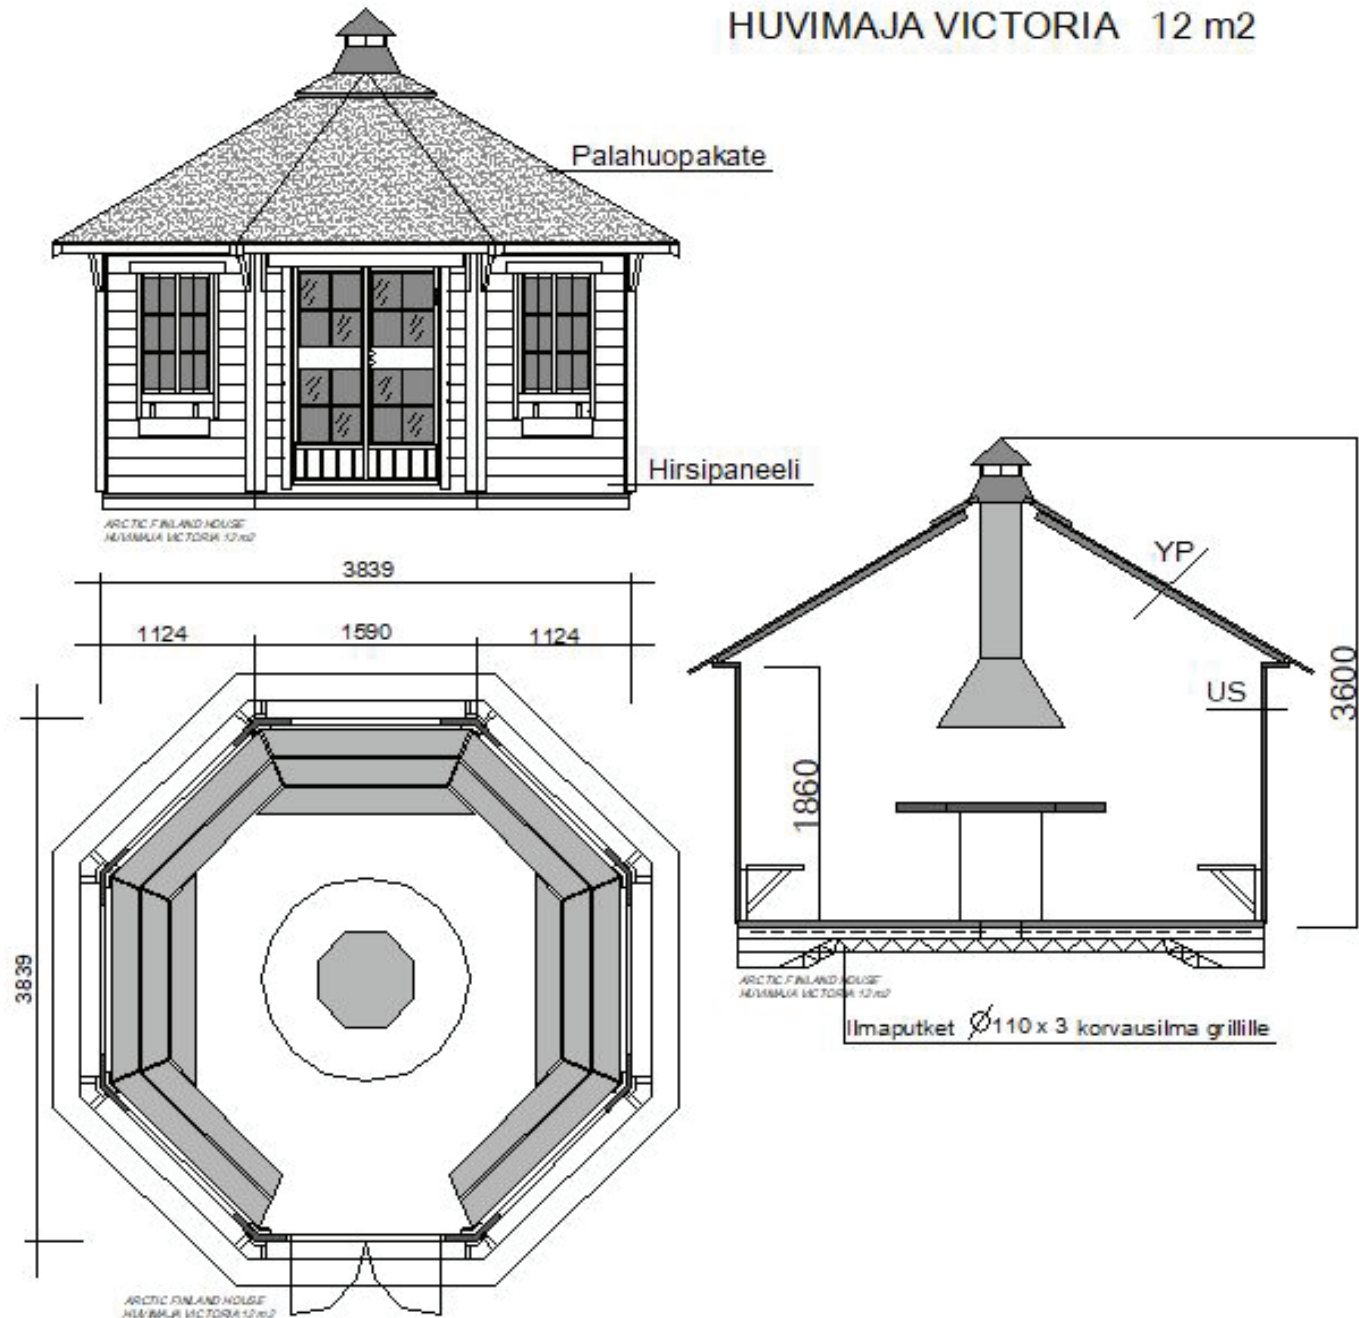 HUVIMAJA VICTORIA 12 m2
Palahuopakate
Hirsipaneeli
ARCTIC FINLAND HOUSE
HUVIMAJA VICTORIA 12 m2
3839
1124
1590
1124
3839
YP
US
3600
1860
ARCTIC FINLAND HOUSE
HUVIMAJA VICTORIA 12 m2
Ilmaputket Ø110 x 3 korvausilma grillille
ARCTIC FINLAND HOUSE
HUVIMAJA VICTORIA 12 m2